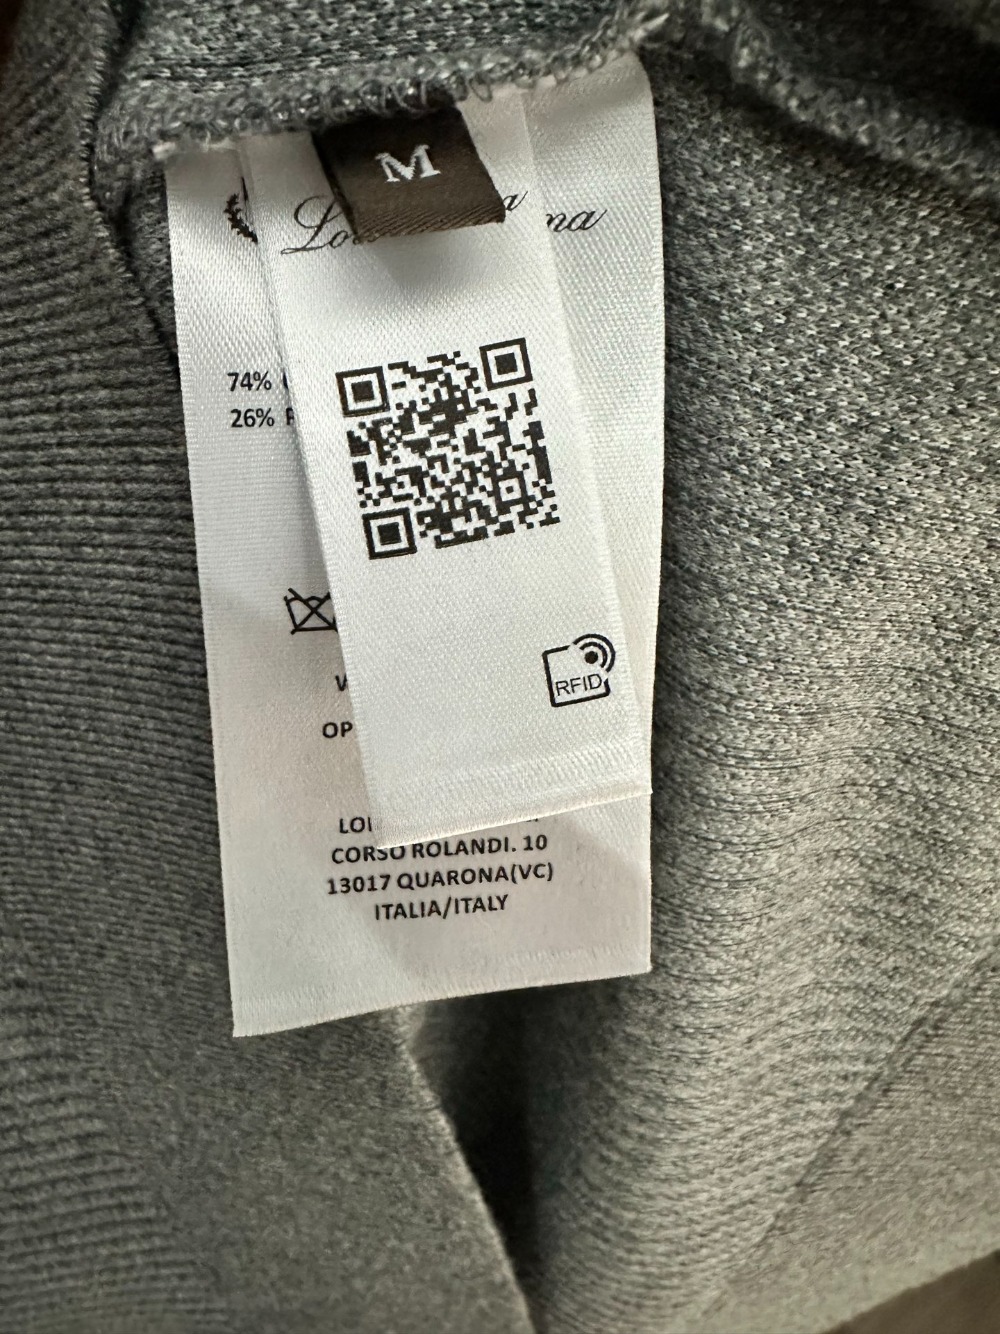 M
74%
26%
RFID
OP
CORSO ROLANDI. 10
13017 QUARONA(VC)
ITALIA/ITALY